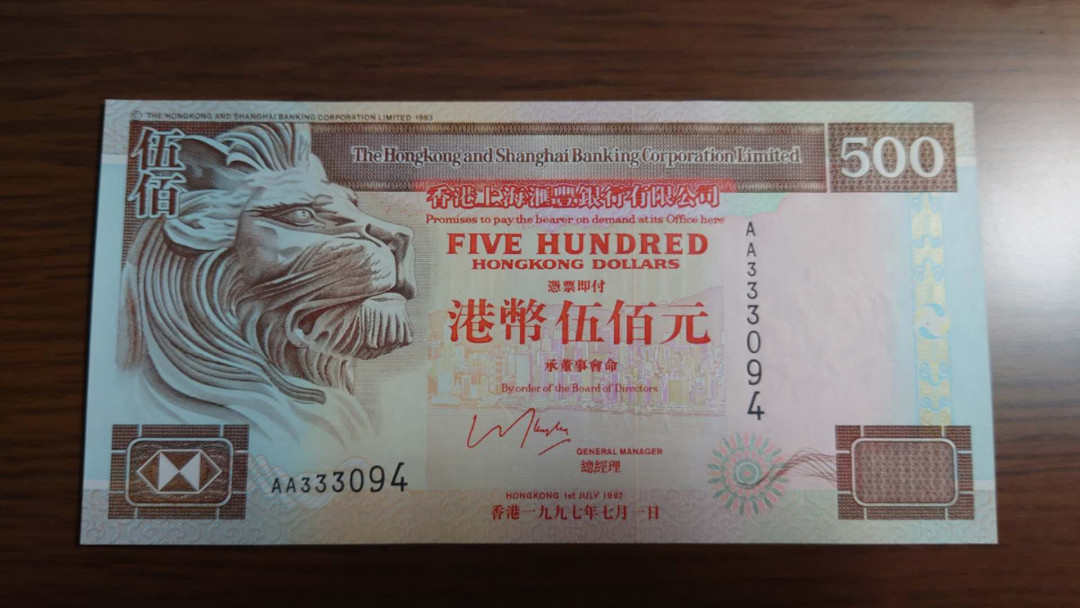 © THE HONGKONG AND SHANGHAI BANKING CORPORATION LIMITED 1993
伍佰
The Hongkong and Shanghai Banking Corporation Limited
500
香港上海滙豐銀行有限公司
Promises to pay the bearer on demand at its Office here
FIVE HUNDRED
HONGKONG DOLLARS
憑票即付
港幣伍佰元
承董事會命
By order of the Board of Directors
AA333094
GENERAL MANAGER
總經理
AA333094
HONGKONG 1st JULY 1997
香港一九九七年七月一日